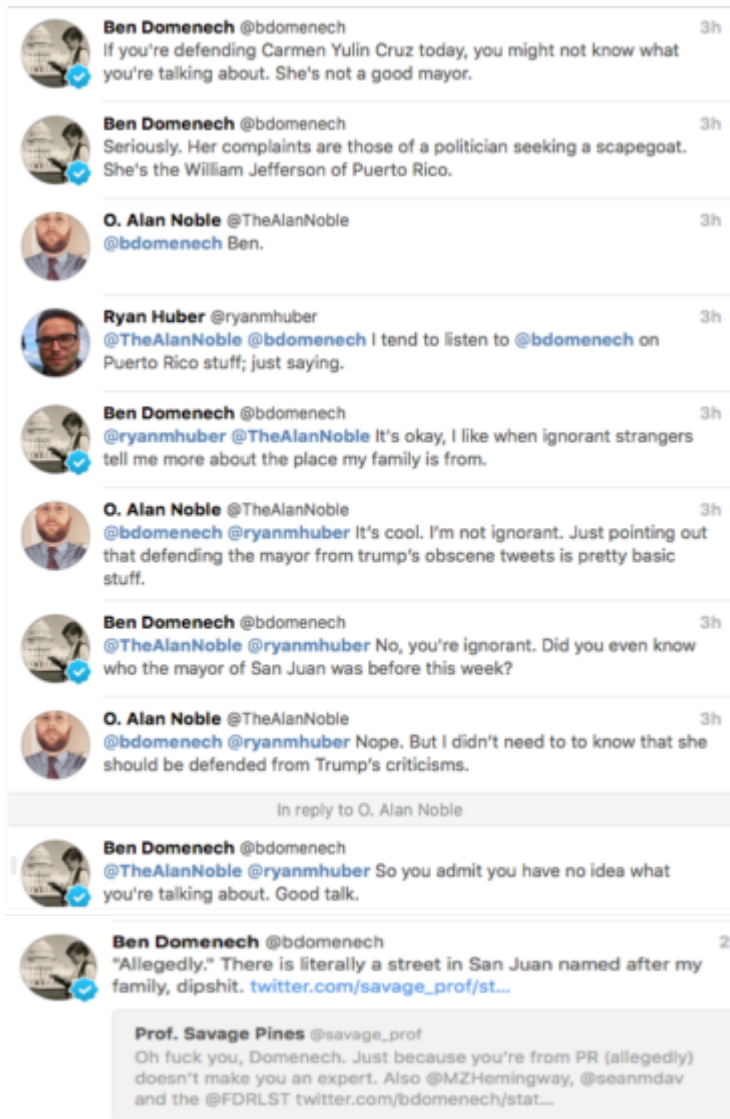 Ben Domenech @bdomenech 3h
If you're defending Carmen Yulin Cruz today, you might not know what
you're talking about. She's not a good mayor.
Ben Domenech @bdomenech 3h
Seriously. Her complaints are those of a politician seeking a scapegoat.
She's the William Jefferson of Puerto Rico.
O. Alan Noble @TheAlanNoble 3h
@bdomenech Ben.
Ryan Huber @ryanmhuber 3h
@TheAlanNoble @bdomenech I tend to listen to @bdomenech on
Puerto Rico stuff; just saying.
Ben Domenech @bdomenech 3h
@ryanmhuber @TheAlanNoble It's okay, I like when ignorant strangers
tell me more about the place my family is from.
O. Alan Noble @TheAlanNoble 3h
@bdomenech @ryanmhuber It's cool. I'm not ignorant. Just pointing out
that defending the mayor from trump's obscene tweets is pretty basic
stuff.
Ben Domenech @bdomenech 3h
@TheAlanNoble @ryanmhuber No, you're ignorant. Did you even know
who the mayor of San Juan was before this week?
O. Alan Noble @TheAlanNoble 3h
@bdomenech @ryanmhuber Nope. But I didn't need to to know that she
should be defended from Trump's criticisms.
In reply to O. Alan Noble
Ben Domenech @bdomenech
@TheAlanNoble @ryanmhuber So you admit you have no idea what
you're talking about. Good talk.
Ben Domenech @bdomenech 2
"Allegedly." There is literally a street in San Juan named after my
family, dipshit. twitter.com/savage_prof/st...
Prof. Savage Pines @savage_prof
Oh fuck you, Domenech. Just because you're from PR (allegedly)
doesn't make you an expert. Also @MZHemingway, @seanmdav
and the @FDRLST twitter.com/bdomenech/stat...